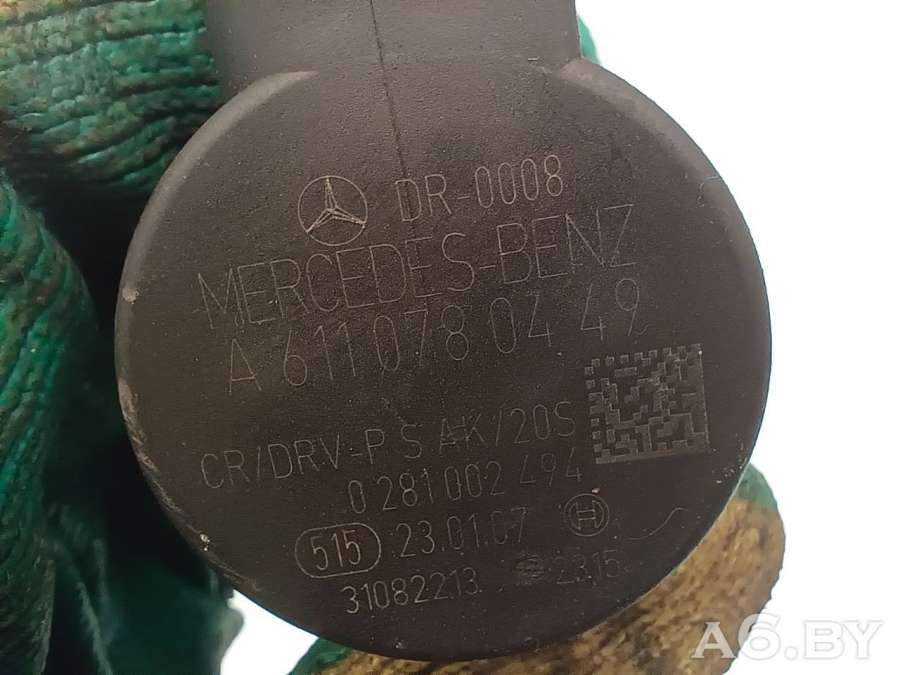 DR-0008
MERCEDES-BENZ
A 611 078 04 49
CR/DRV-P S AK/20S
0 281 002 494
515 23.01.07 H
31082213 2315
A6.BY